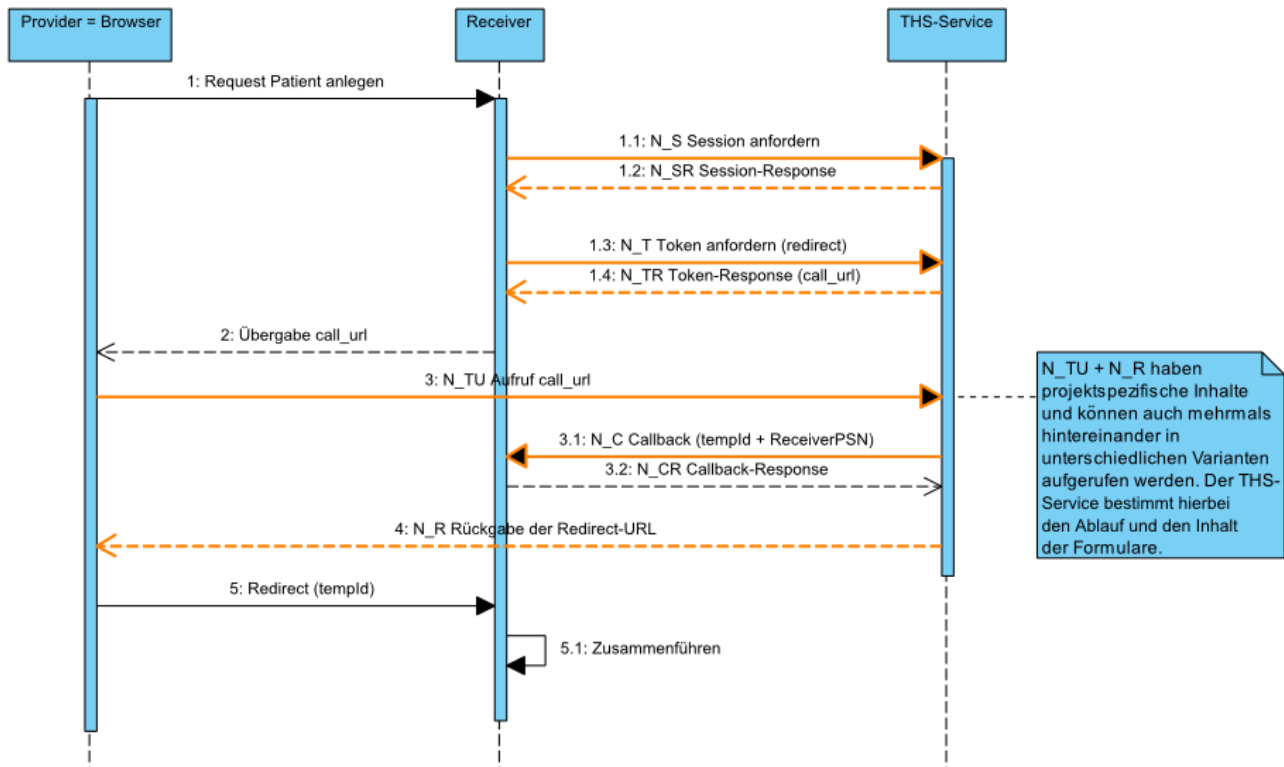 Provider = Browser
Receiver
THS-Service
1: Request Patient anlegen
1.1: N_S Session anfordern
1.2: N_SR Session-Response
1.3: N_T Token anfordern (redirect)
1.4: N_TR Token-Response (call_url)
2: Übergabe call_url
3: N_TU Aufruf call_url
N_TU + N_R haben
projektspezifische Inhalte
und können auch mehrmals
hintereinander in
unterschiedlichen Varianten
aufgerufen werden. Der THS-
Service bestimmt hierbei
den Ablauf und den Inhalt
der Formulare.
3.1: N_C Callback (tempId + ReceiverPSN)
3.2: N_CR Callback-Response
4: N_R Rückgabe der Redirect-URL
5: Redirect (tempId)
5.1: Zusammenführen